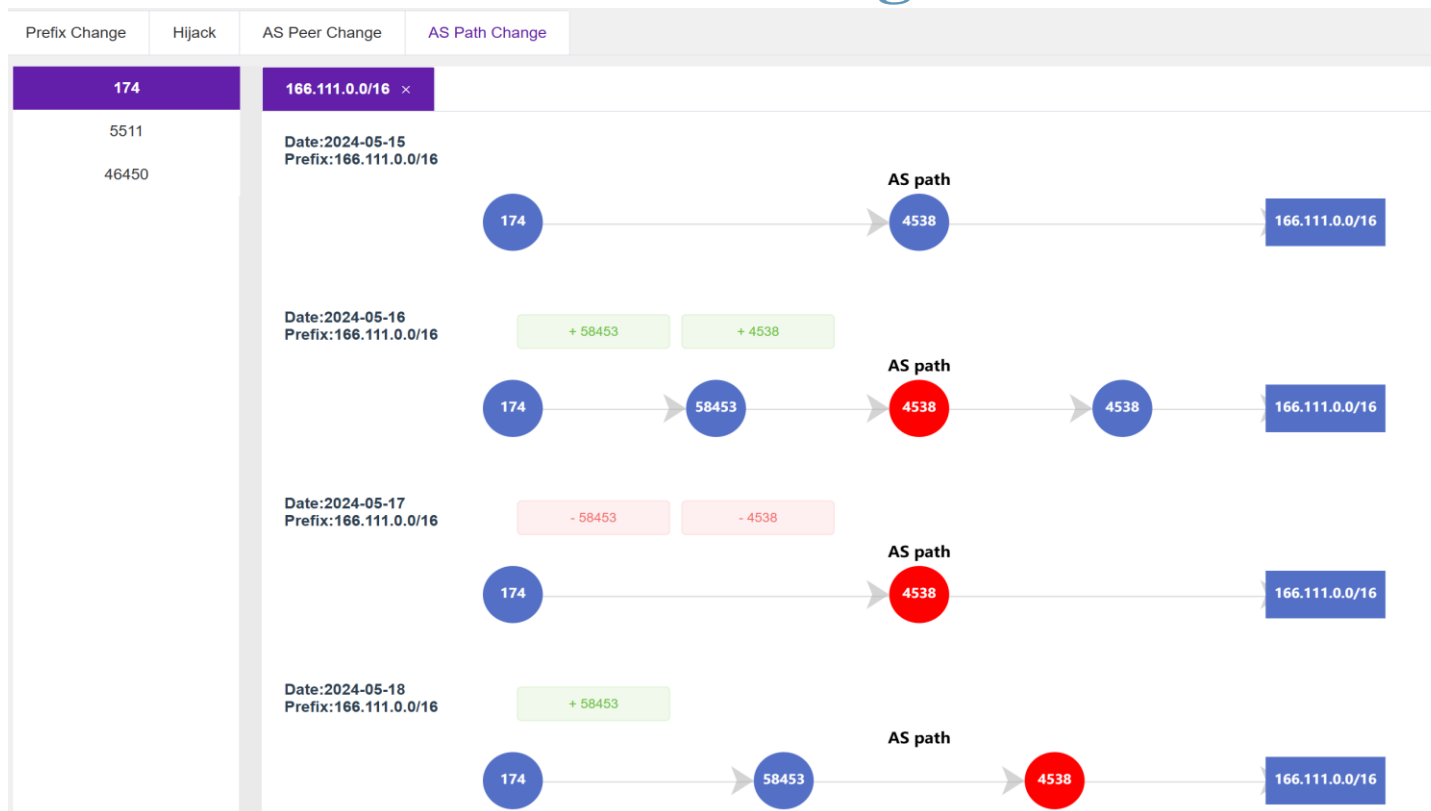 Prefix Change Hijack AS Peer Change AS Path Change
174
5511
46450
166.111.0.0/16 ×
Date:2024-05-15
Prefix:166.111.0.0/16
AS path
174 4538 166.111.0.0/16
Date:2024-05-16
Prefix:166.111.0.0/16
+ 58453 + 4538
AS path
174 58453 4538 4538 166.111.0.0/16
Date:2024-05-17
Prefix:166.111.0.0/16
- 58453 - 4538
AS path
174 4538 166.111.0.0/16
Date:2024-05-18
Prefix:166.111.0.0/16
+ 58453
AS path
174 58453 4538 166.111.0.0/16